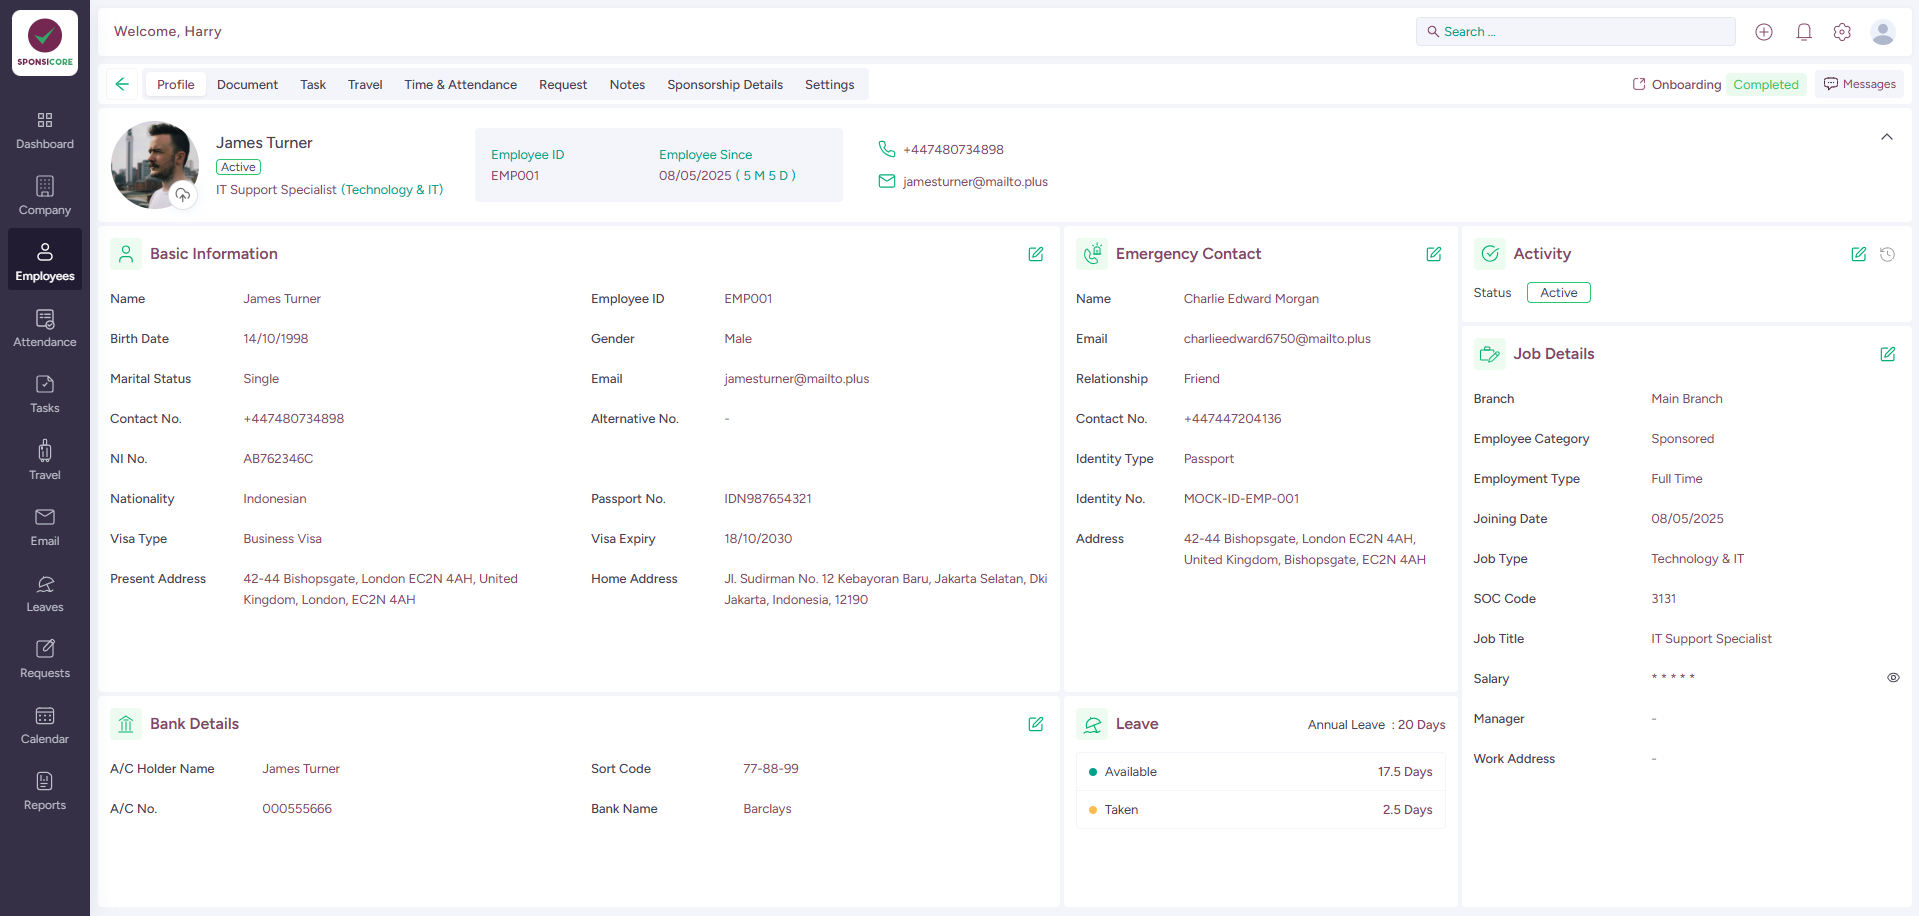 SPONSICORE
Welcome, Harry
Search ...
Profile
Document
Task
Travel
Time & Attendance
Request
Notes
Sponsorship Details
Settings
Onboarding
Completed
Messages
Dashboard
Company
Employees
Attendance
Tasks
Travel
Email
Leaves
Requests
Calendar
Reports
James Turner
Active
IT Support Specialist (Technology & IT)
Employee ID
EMP001
Employee Since
08/05/2025 ( 5 M 5 D )
+447480734898
jamesturner@mailto.plus
Basic Information
Name James Turner
Employee ID EMP001
Birth Date 14/10/1998
Gender Male
Marital Status Single
Email jamesturner@mailto.plus
Contact No. +447480734898
Alternative No. -
NI No. AB762346C
Nationality Indonesian
Passport No. IDN987654321
Visa Type Business Visa
Visa Expiry 18/10/2030
Present Address 42-44 Bishopsgate, London EC2N 4AH, United
Kingdom, London, EC2N 4AH
Home Address Jl. Sudirman No. 12 Kebayoran Baru, Jakarta Selatan, Dki
Jakarta, Indonesia, 12190
Emergency Contact
Name Charlie Edward Morgan
Email charlieedward6750@mailto.plus
Relationship Friend
Contact No. +447447204136
Identity Type Passport
Identity No. MOCK-ID-EMP-001
Address 42-44 Bishopsgate, London EC2N 4AH,
United Kingdom, Bishopsgate, EC2N 4AH
Activity
Status Active
Job Details
Branch Main Branch
Employee Category Sponsored
Employment Type Full Time
Joining Date 08/05/2025
Job Type Technology & IT
SOC Code 3131
Job Title IT Support Specialist
Salary * * * * *
Manager -
Work Address -
Bank Details
A/C Holder Name James Turner
Sort Code 77-88-99
A/C No. 000555666
Bank Name Barclays
Leave
Annual Leave : 20 Days
Available 17.5 Days
Taken 2.5 Days